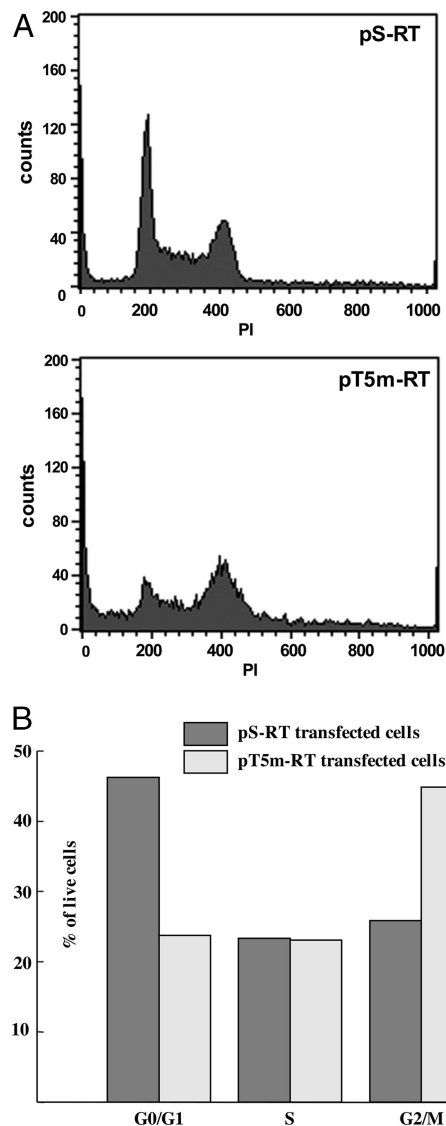 A
pS-RT
200
160
120
80
40
0
counts
0 200 400 600 800 1000
PI
pT5m-RT
200
160
120
80
40
0
counts
0 200 400 600 800 1000
PI
B
pS-RT transfected cells
pT5m-RT transfected cells
50
40
30
20
10
% of live cells
G0/G1 S G2/M